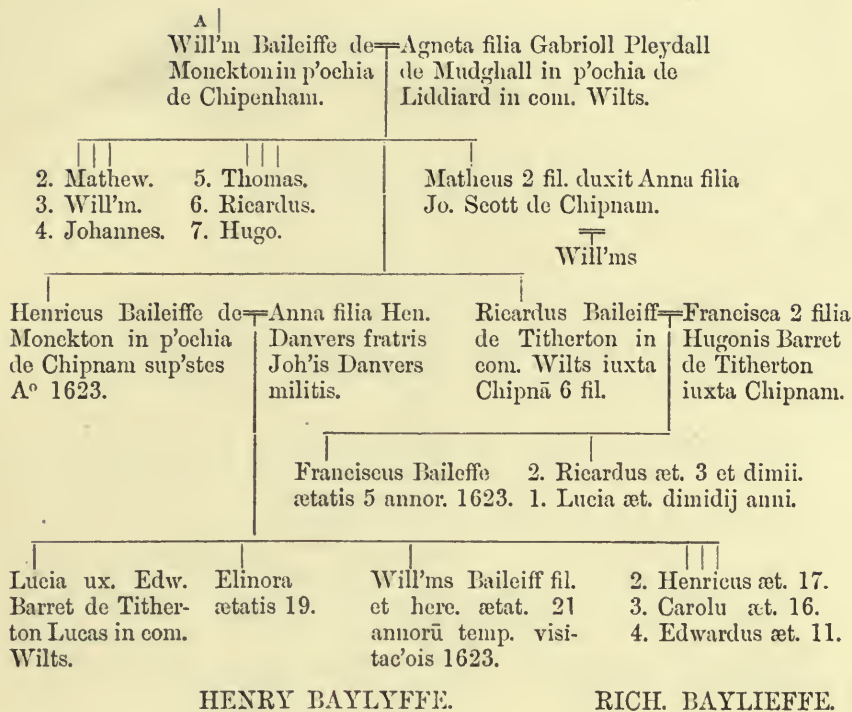 A
Will'm Baileiffe de
Monckton in p'ochia
de Chipenham.
Agneta filia Gabrioll Pleydall
de Mudghall in p'ochia de
Liddiard in com. Wilts.
2. Mathew.
3. Will'm.
4. Johannes.
5. Thomas.
6. Ricardus.
7. Hugo.
Matheus 2 fil. duxit Anna filia
Jo. Scott de Chipnam.
Will'ms
Henricus Baileiffe de
Monckton in p'ochia
de Chipnam sup'stes
Aº 1623.
Anna filia Hen.
Danvers fratris
Joh'is Danvers
militis.
Ricardus Baileiff
de Titherton in
com. Wilts iuxta
Chipnā 6 fil.
Francisca 2 filia
Hugonis Barret
de Titherton
iuxta Chipnam.
Franciscus Baileffe
ætatis 5 annor. 1623.
2. Ricardus æt. 3 et dimii.
1. Lucia æt. dimidij anni.
Lucia ux. Edw.
Barret de Tither-
ton Lucas in com.
Wilts.
Elinora
ætatis 19.
Will'ms Baileiff fil.
et here. ætat. 21
annorū temp. visi-
tac'ois 1623.
2. Henricus æt. 17.
3. Carolu æt. 16.
4. Edwardus æt. 11.
HENRY BAYLYFFE.
RICH. BAYLIEFFE.